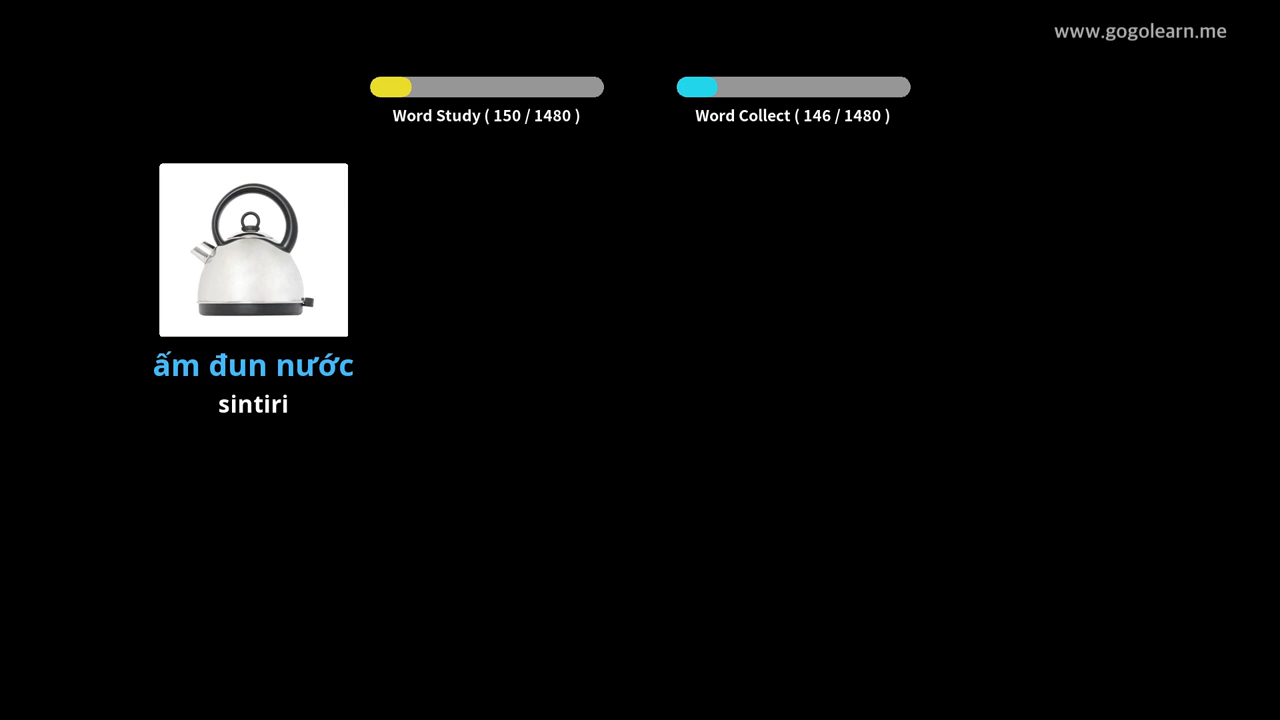 www.gogolearn.me
Word Study ( 150 / 1480 )
Word Collect ( 146 / 1480 )
ấm đun nước
sintiri